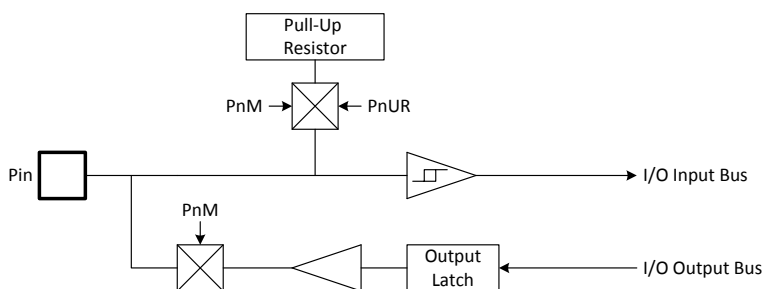 Pull-Up
Resistor
PnM
PnUR
Pin
I/O Input Bus
PnM
Output
Latch
I/O Output Bus